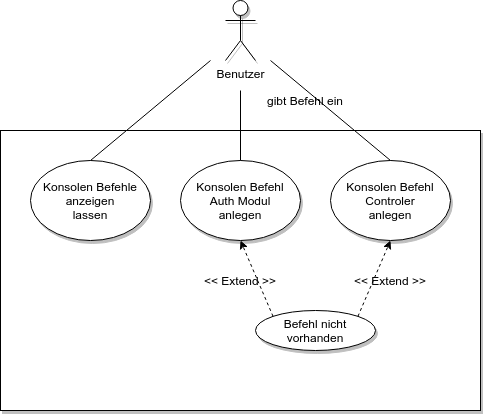 Benutzer
gibt Befehl ein
Konsolen Befehle
anzeigen
lassen
Konsolen Befehl
Auth Modul
anlegen
Konsolen Befehl
Controler
anlegen
<< Extend >>
<< Extend >>
Befehl nicht
vorhanden